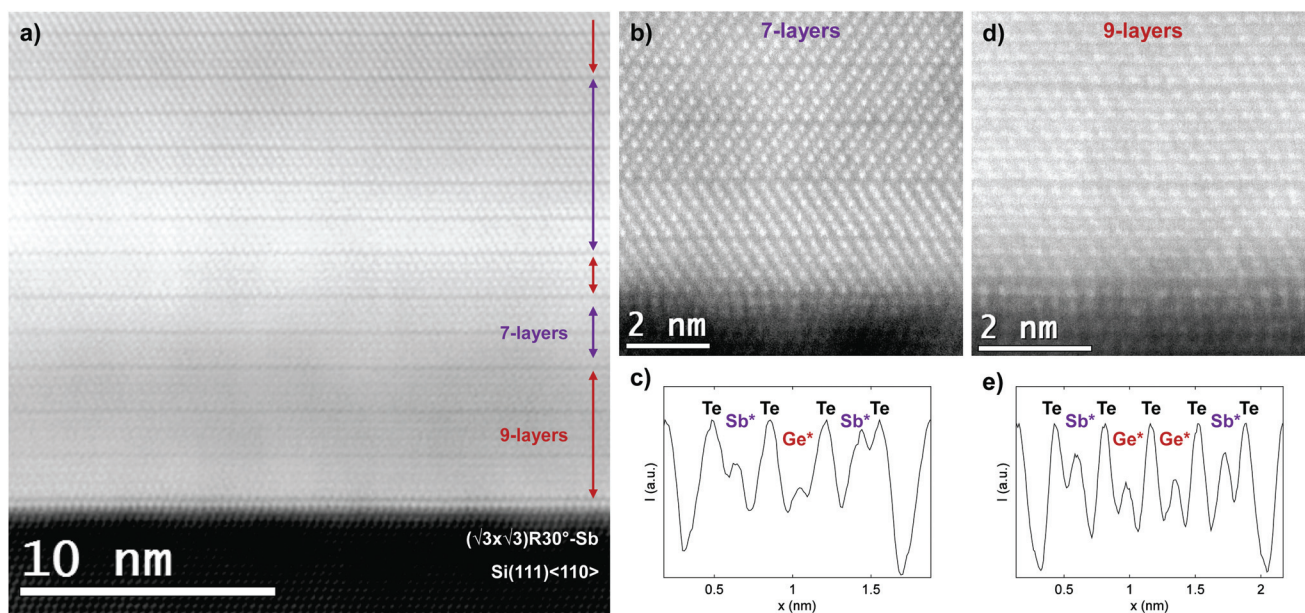 a)
7-layers
9-layers
(√3x√3)R30°-Sb
Si(111)<110>
10 nm
b)
7-layers
2 nm
d)
9-layers
2 nm
c)
Te Te Te Te
Sb* Sb*
Ge*
I (a.u.)
0.5 1 1.5
x (nm)
e)
Te Te Te Te Te
Sb* Sb*
Ge* Ge*
I (a.u.)
0.5 1 1.5 2
x (nm)